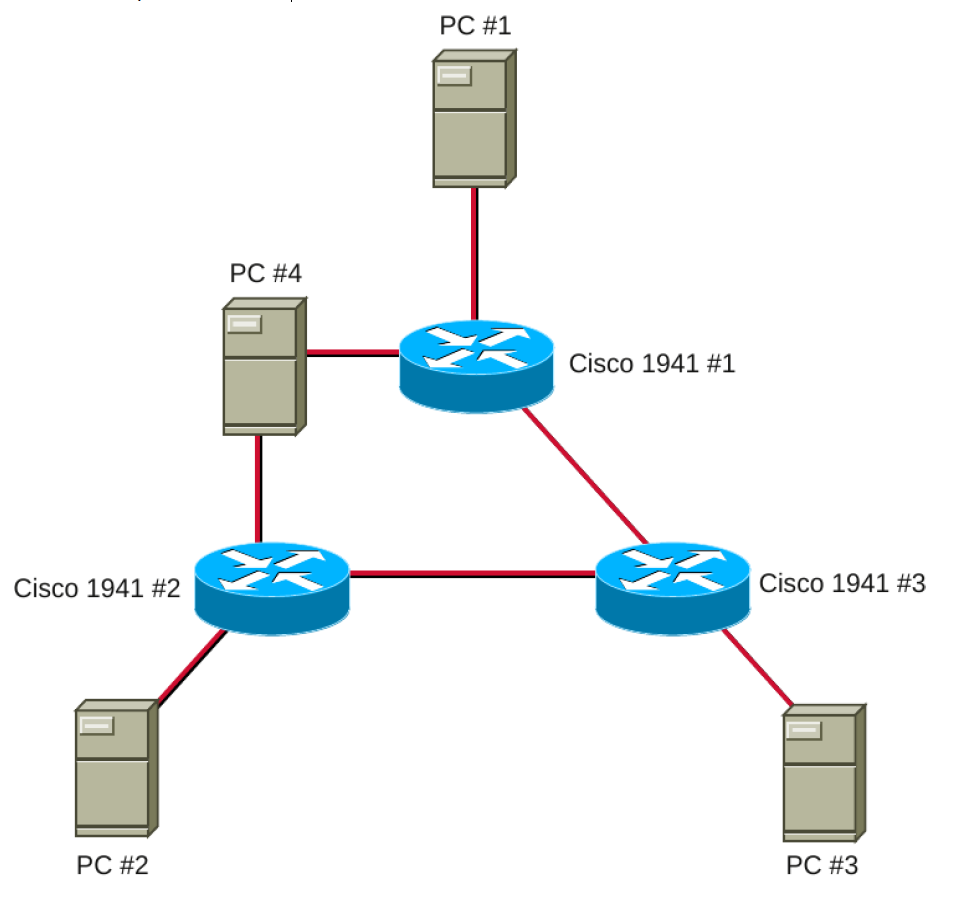 PC #1
PC #4
Cisco 1941 #1
Cisco 1941 #2
Cisco 1941 #3
PC #2
PC #3